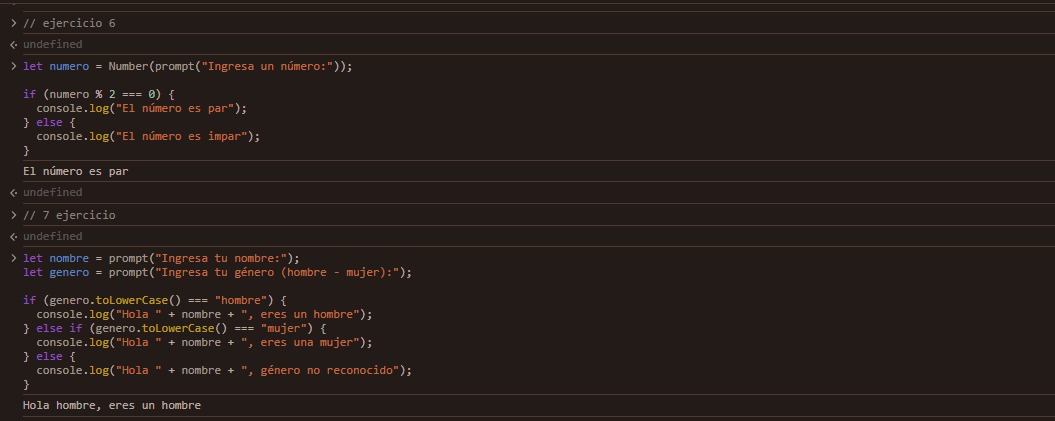 // ejercicio 6
undefined
let numero = Number(prompt("Ingresa un número:"));
if (numero % 2 === 0) {
  console.log("El número es par");
} else {
  console.log("El número es impar");
}
El número es par
undefined
// 7 ejercicio
undefined
let nombre = prompt("Ingresa tu nombre:");
let genero = prompt("Ingresa tu género (hombre - mujer):");
if (genero.toLowerCase() === "hombre") {
  console.log("Hola " + nombre + ", eres un hombre");
} else if (genero.toLowerCase() === "mujer") {
  console.log("Hola " + nombre + ", eres una mujer");
} else {
  console.log("Hola " + nombre + ", género no reconocido");
}
Hola hombre, eres un hombre